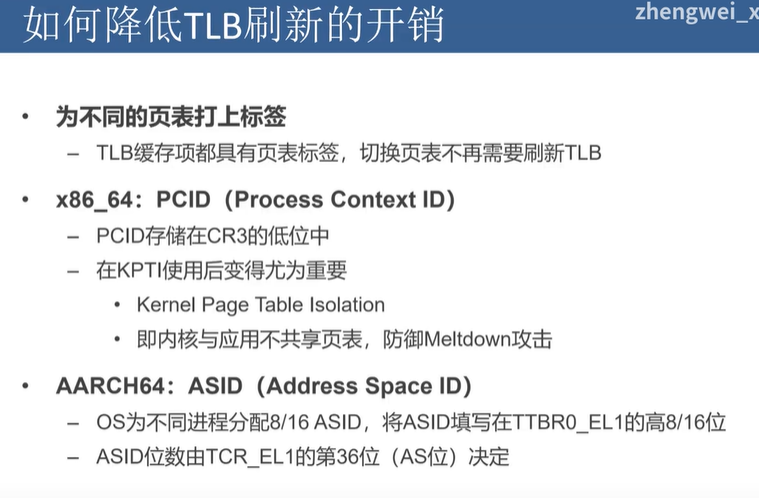 如何降低TLB刷新的开销
zhengwei_x
• 为不同的页表打上标签
– TLB缓存项都具有页表标签，切换页表不再需要刷新TLB
• x86_64：PCID（Process Context ID）
– PCID存储在CR3的低位中
– 在KPTI使用后变得尤为重要
• Kernel Page Table Isolation
• 即内核与应用不共享页表，防御Meltdown攻击
• AARCH64：ASID（Address Space ID）
– OS为不同进程分配8/16 ASID，将ASID填写在TTBR0_EL1的高8/16位
– ASID位数由TCR_EL1的第36位（AS位）决定